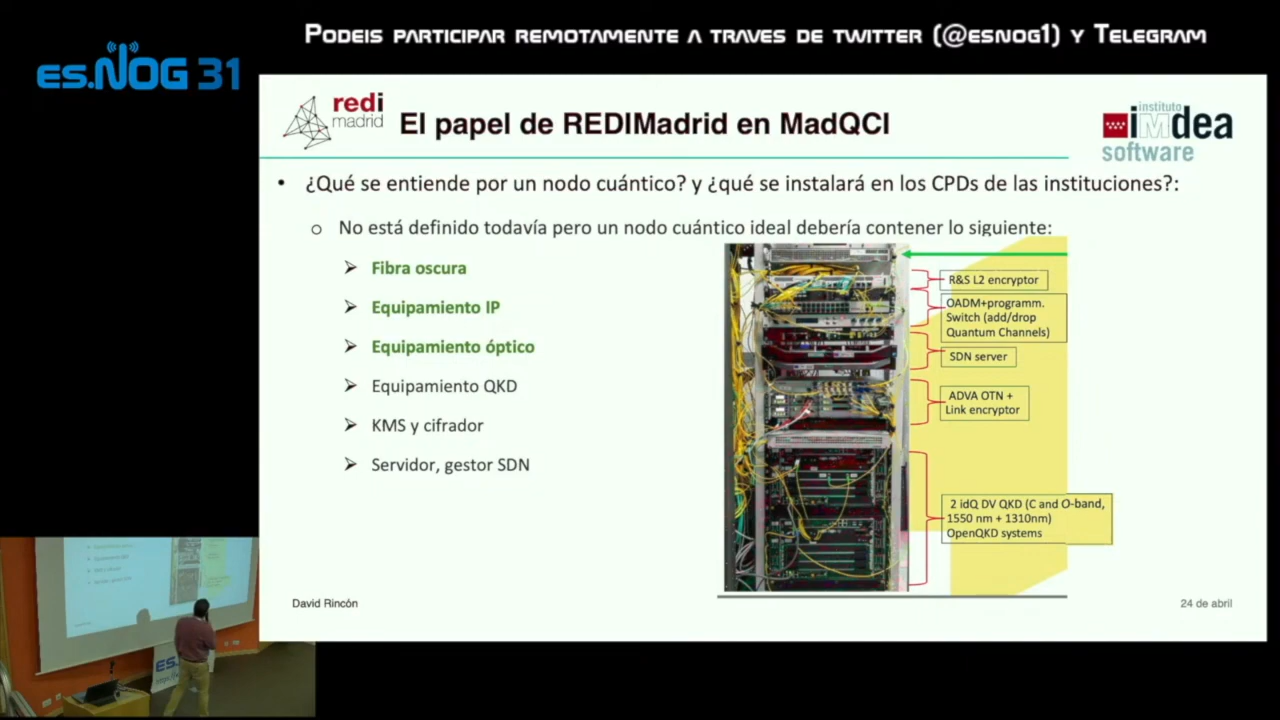 PODEIS PARTICIPAR REMOTAMENTE A TRAVES DE TWITTER (@ESNOG1) Y TELEGRAM
es.NOG 31
redi
madrid
El papel de REDIMadrid en MadQCI
instituto
imdea
software
• ¿Qué se entiende por un nodo cuántico? y ¿qué se instalará en los CPDs de las instituciones?:
o No está definido todavía pero un nodo cuántico ideal debería contener lo siguiente:
➢ Fibra oscura
➢ Equipamiento IP
➢ Equipamiento óptico
➢ Equipamiento QKD
➢ KMS y cifrador
➢ Servidor, gestor SDN
R&S L2 encryptor
OADM+programm.
Switch (add/drop
Quantum Channels)
SDN server
ADVA OTN +
Link encryptor
2 idQ DV QKD (C and O-band,
1550 nm + 1310nm)
OpenQKD systems
David Rincón
24 de abril